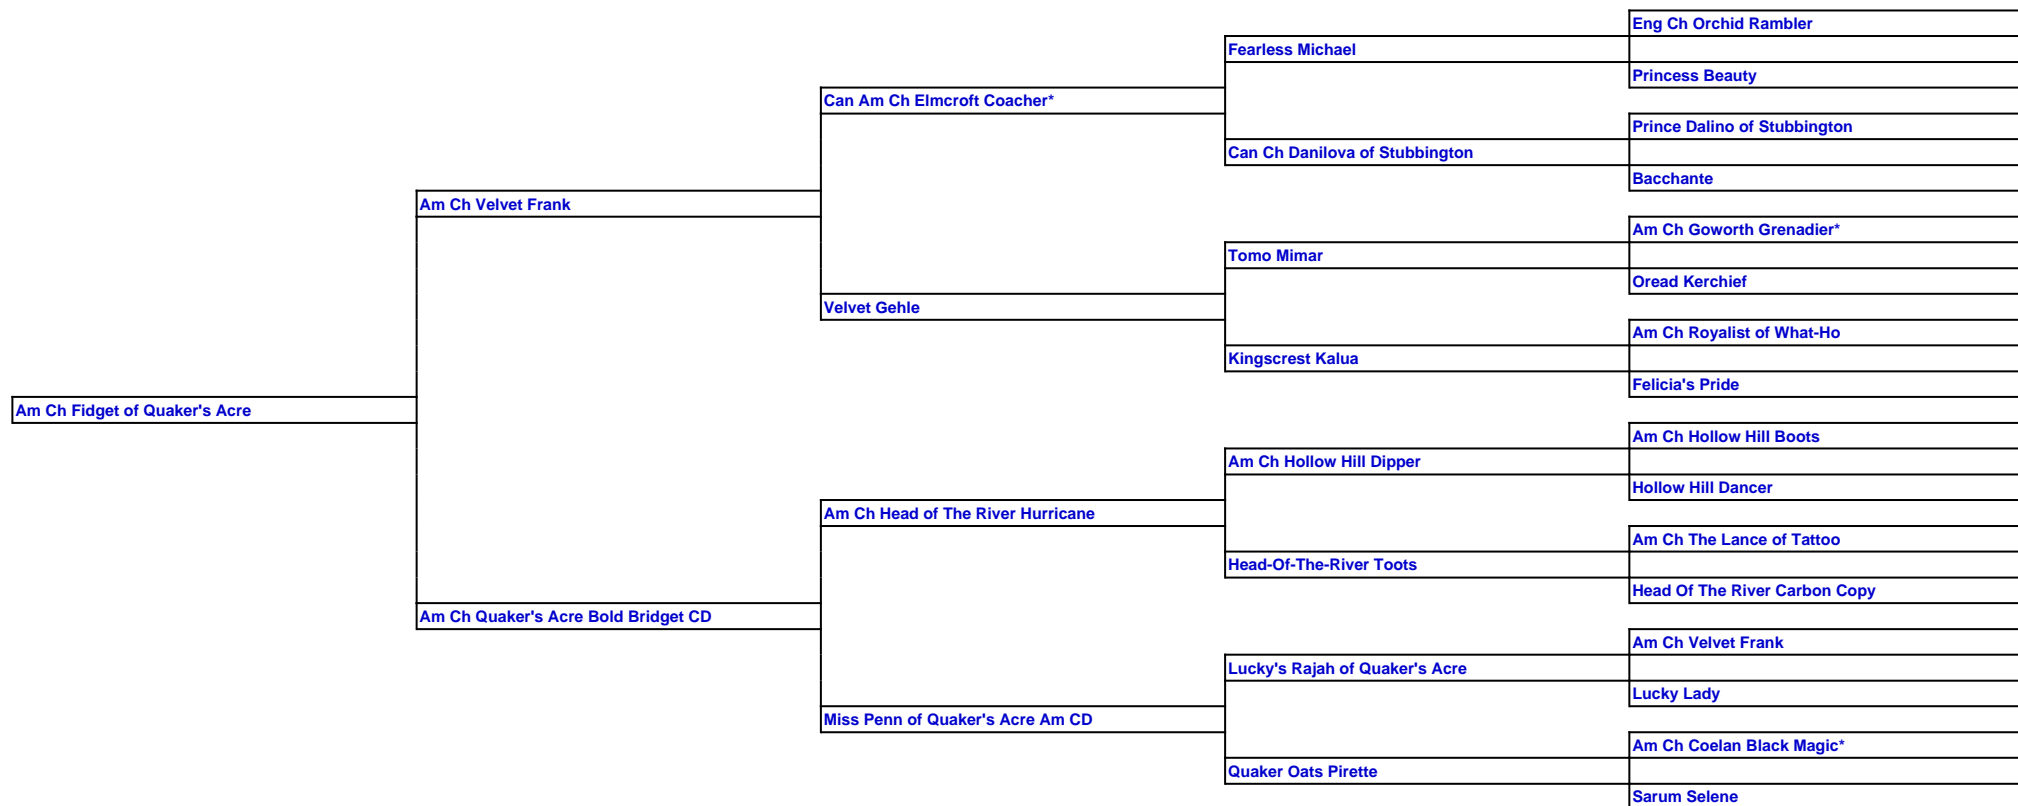 Eng Ch Orchid Rambler
Fearless Michael
Princess Beauty
Can Am Ch Elmcroft Coacher*
Prince Dalino of Stubbington
Can Ch Danilova of Stubbington
Bacchante
Am Ch Velvet Frank
Am Ch Goworth Grenadier*
Tomo Mimar
Oread Kerchief
Velvet Gehle
Am Ch Royalist of What-Ho
Kingscrest Kalua
Felicia's Pride
Am Ch Fidget of Quaker's Acre
Am Ch Hollow Hill Boots
Am Ch Hollow Hill Dipper
Hollow Hill Dancer
Am Ch Head of The River Hurricane
Am Ch The Lance of Tattoo
Head-Of-The-River Toots
Head Of The River Carbon Copy
Am Ch Quaker's Acre Bold Bridget CD
Am Ch Velvet Frank
Lucky's Rajah of Quaker's Acre
Lucky Lady
Miss Penn of Quaker's Acre Am CD
Am Ch Coelan Black Magic*
Quaker Oats Pirette
Sarum Selene